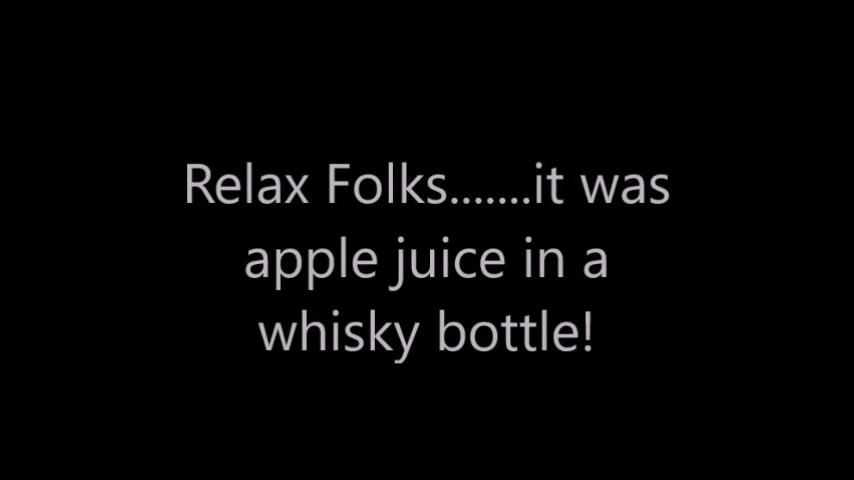 Relax Folks.......it was
apple juice in a
whisky bottle!